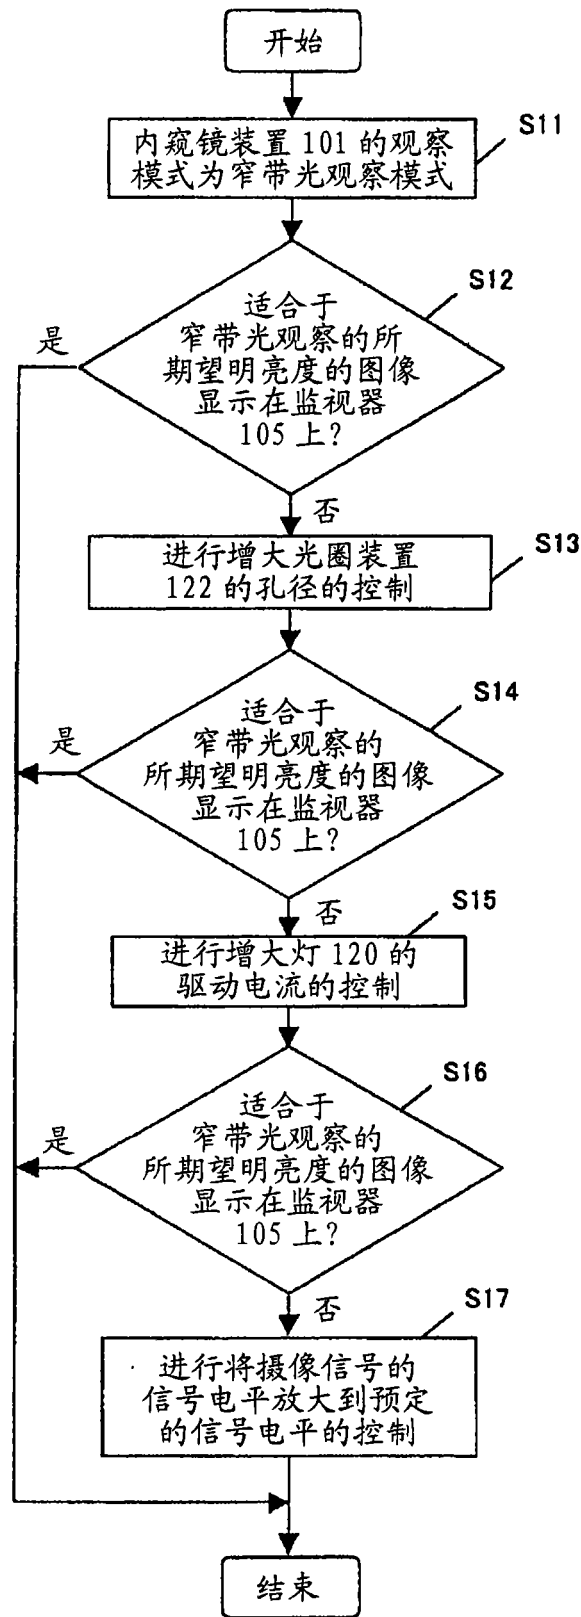 开始
S11
内窥镜装置 101 的观察
模式为窄带光观察模式
S12
适合于
窄带光观察的所
期望明亮度的图像
显示在监视器
105 上?
是
否
S13
进行增大光圈装置
122 的孔径的控制
S14
适合于
窄带光观察的
所期望明亮度的图像
显示在监视器
105 上?
是
否
S15
进行增大灯 120 的
驱动电流的控制
S16
适合于
窄带光观察的
所期望明亮度的图像
显示在监视器
105 上?
是
否
S17
进行将摄像信号的
信号电平放大到预定
的信号电平的控制
结束